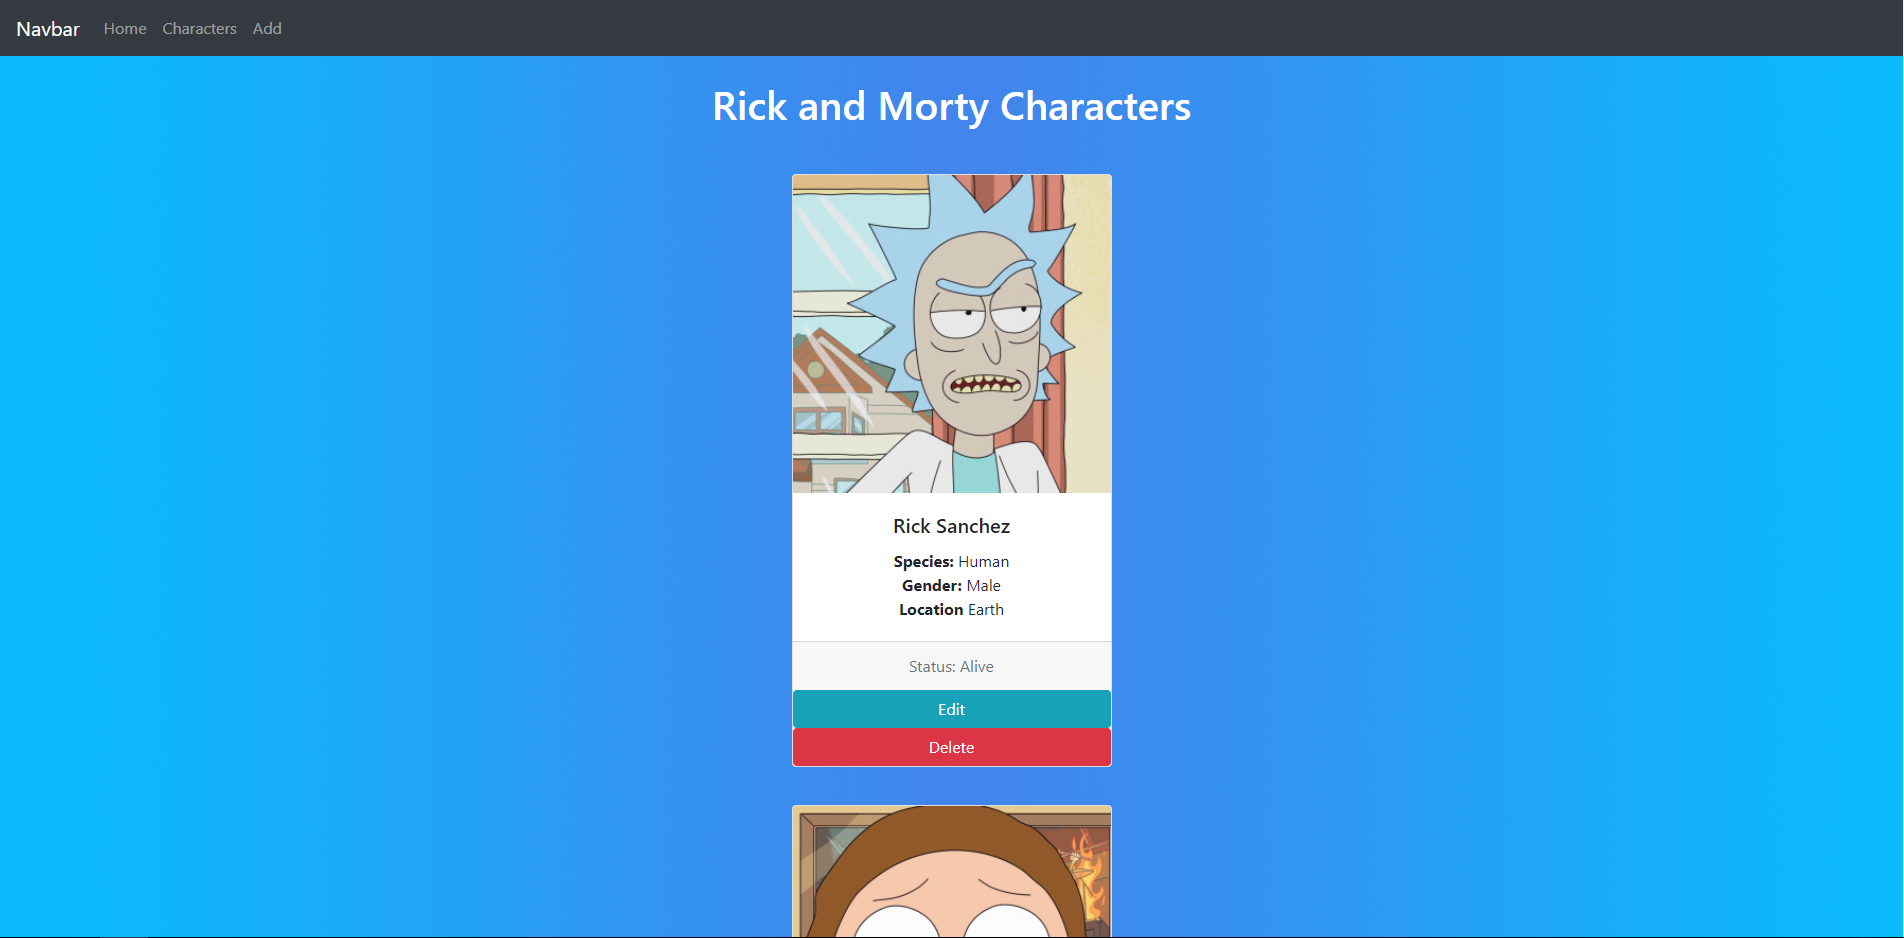 Navbar Home Characters Add
Rick and Morty Characters
Rick Sanchez
Species: Human
Gender: Male
Location Earth
Status: Alive
Edit
Delete